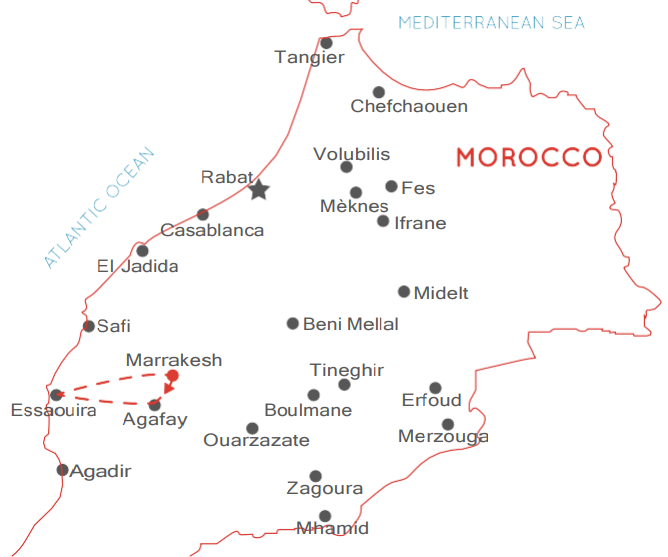 MEDITERRANEAN SEA
Tangier
Chefchaouen
Volubilis
MOROCCO
ATLANTIC OCEAN
Rabat
Fes
Mèknes
Ifrane
Casablanca
El Jadida
Midelt
Safi
Beni Mellal
Marrakesh
Tineghir
Essaouira
Agafay
Boulmane
Erfoud
Ouarzazate
Merzouga
Agadir
Zagoura
Mhamid